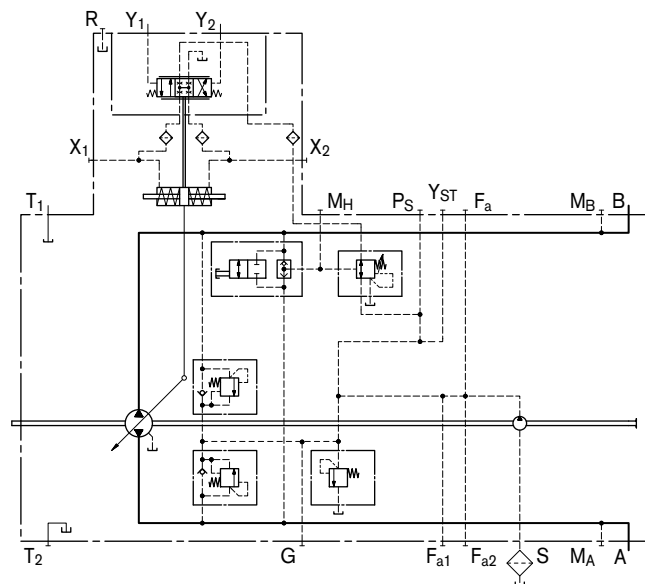 R Y1 Y2
X1 X2
T1 MH PS YST Fa MB B
T2 G Fa1 Fa2 S MA A